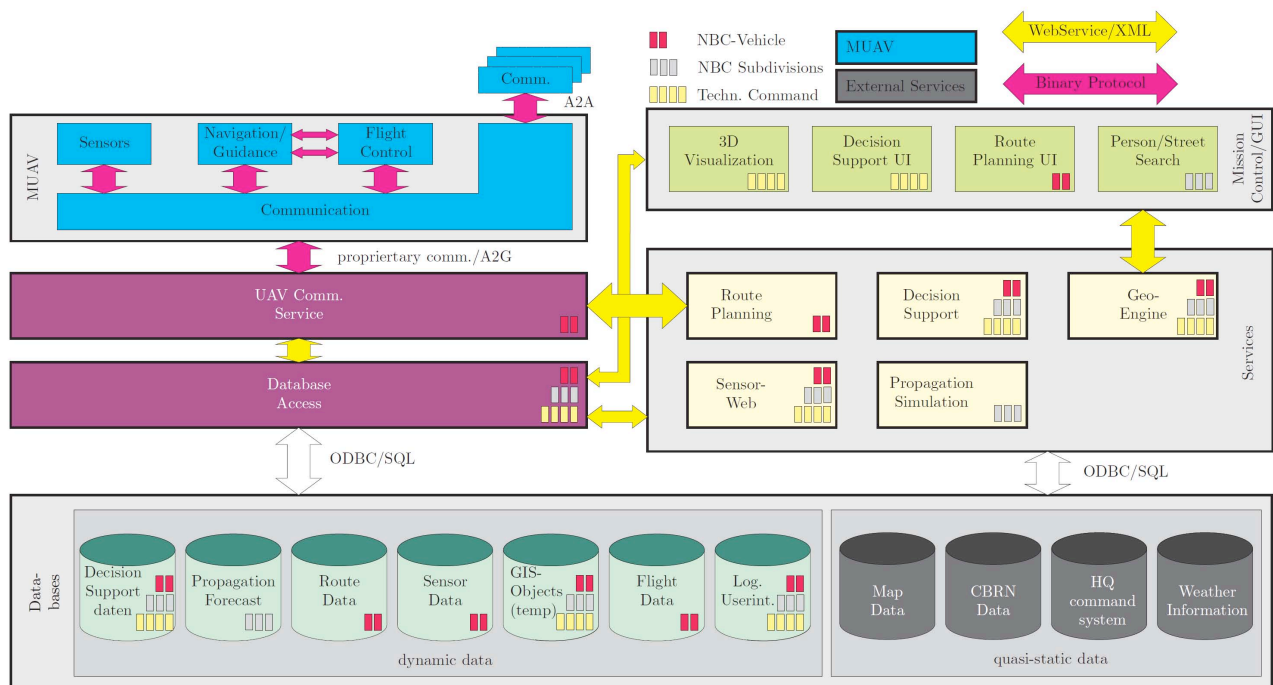 NBC-Vehicle
NBC Subdivisions
Techn. Command
MUAV
External Services
WebService/XML
Binary Protocol
Comm.
A2A
MUAV
Sensors
Navigation/
Guidance
Flight
Control
Communication
propriertary comm./A2G
3D
Visualization
Decision
Support UI
Route
Planning UI
Person/Street
Search
Mission
Control/GUI
UAV Comm.
Service
Database
Access
Route
Planning
Decision
Support
Geo-
Engine
Sensor-
Web
Propagation
Simulation
Services
ODBC/SQL
ODBC/SQL
Data-
bases
Decision
Support
daten
Propagation
Forecast
Route
Data
Sensor
Data
GIS-
Objects
(temp)
Flight
Data
Log.
Userint.
dynamic data
Map
Data
CBRN
Data
HQ
command
system
Weather
Information
quasi-static data